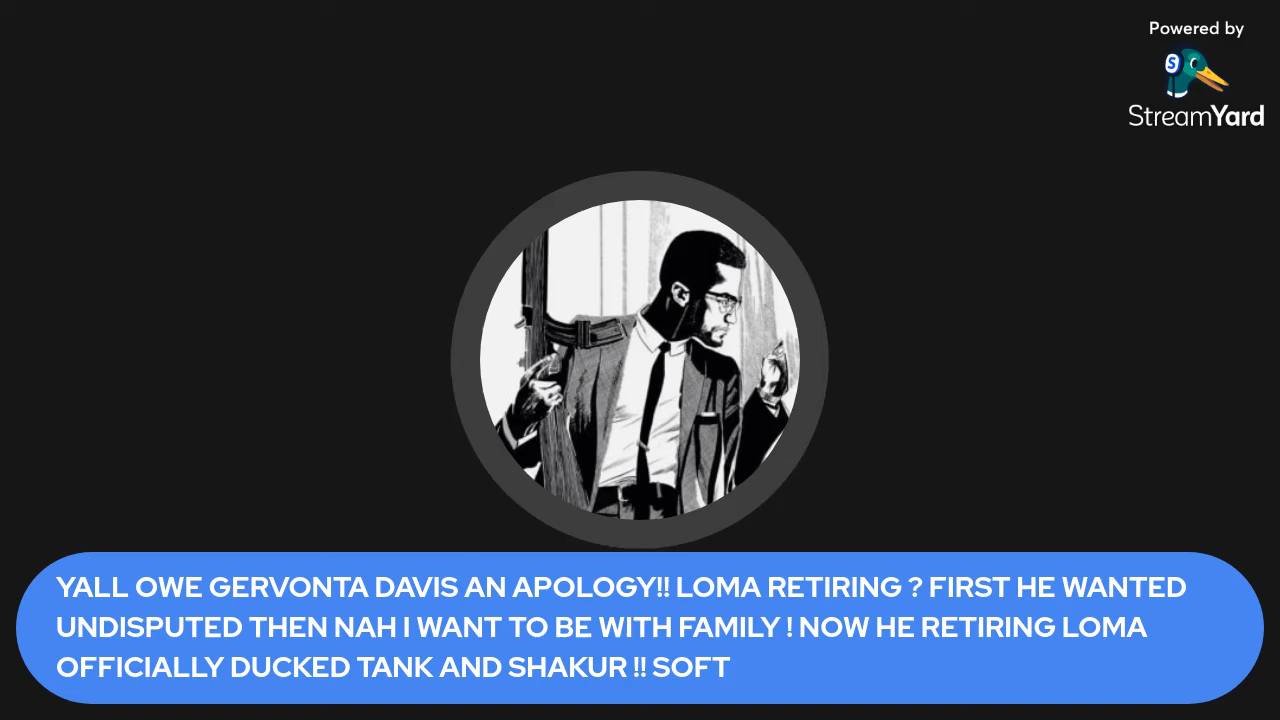 Powered by
S
StreamYard
YALL OWE GERVONTA DAVIS AN APOLOGY!! LOMA RETIRING ? FIRST HE WANTED
UNDISPUTED THEN NAH I WANT TO BE WITH FAMILY ! NOW HE RETIRING LOMA
OFFICIALLY DUCKED TANK AND SHAKUR !! SOFT